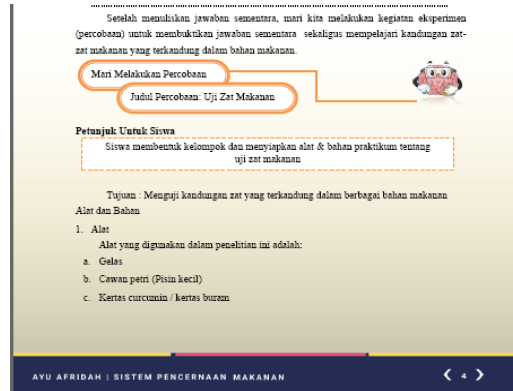 Setelah menuliskan jawaban sementara, mari kita melakukan kegiatan eksperimen
(percobaan) untuk membuktikan jawaban sementara sekaligus mempelajari kandungan zat-
zat makanan yang terkandung dalam bahan makanan.
Mari Melakukan Percobaan
Judul Percobaan: Uji Zat Makanan
Petunjuk Untuk Siswa
Siswa membentuk kelompok dan menyiapkan alat & bahan praktikum tentang
uji zat makanan
Tujuan : Menguji kandungan zat yang terkandung dalam berbagai bahan makanan
Alat dan Bahan
1. Alat
Alat yang digunakan dalam penelitian ini adalah:
a. Gelas
b. Cawan petri (Pisin kecil)
c. Kertas curcumin / kertas buram
AYU AFRIDAH | SISTEM PENCERNAAN MAKANAN
❮ 4 ❯